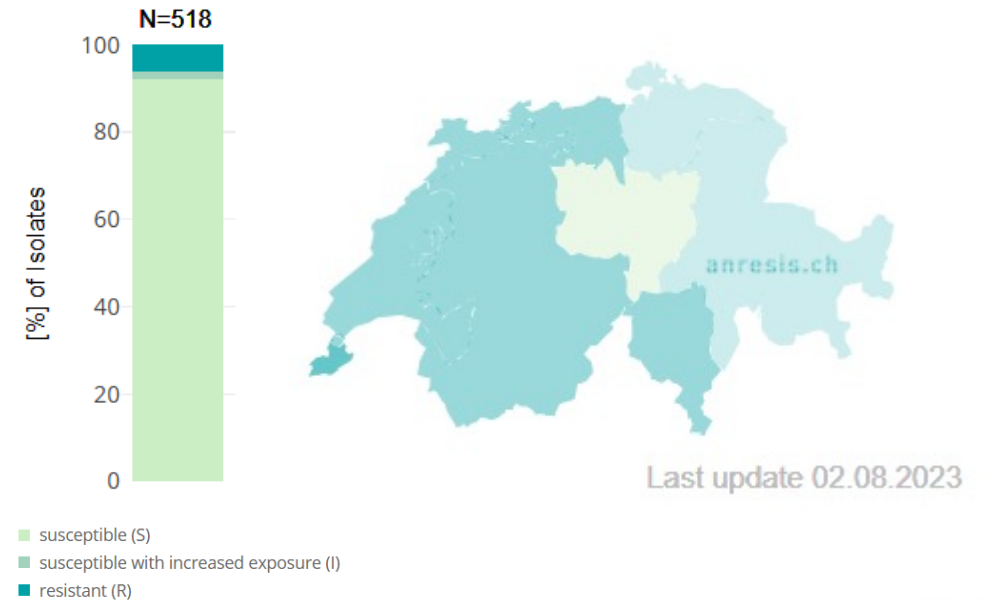 N=518
100
80
60
40
20
0
[%] of Isolates
anresis.ch
Last update 02.08.2023
susceptible (S)
susceptible with increased exposure (I)
resistant (R)